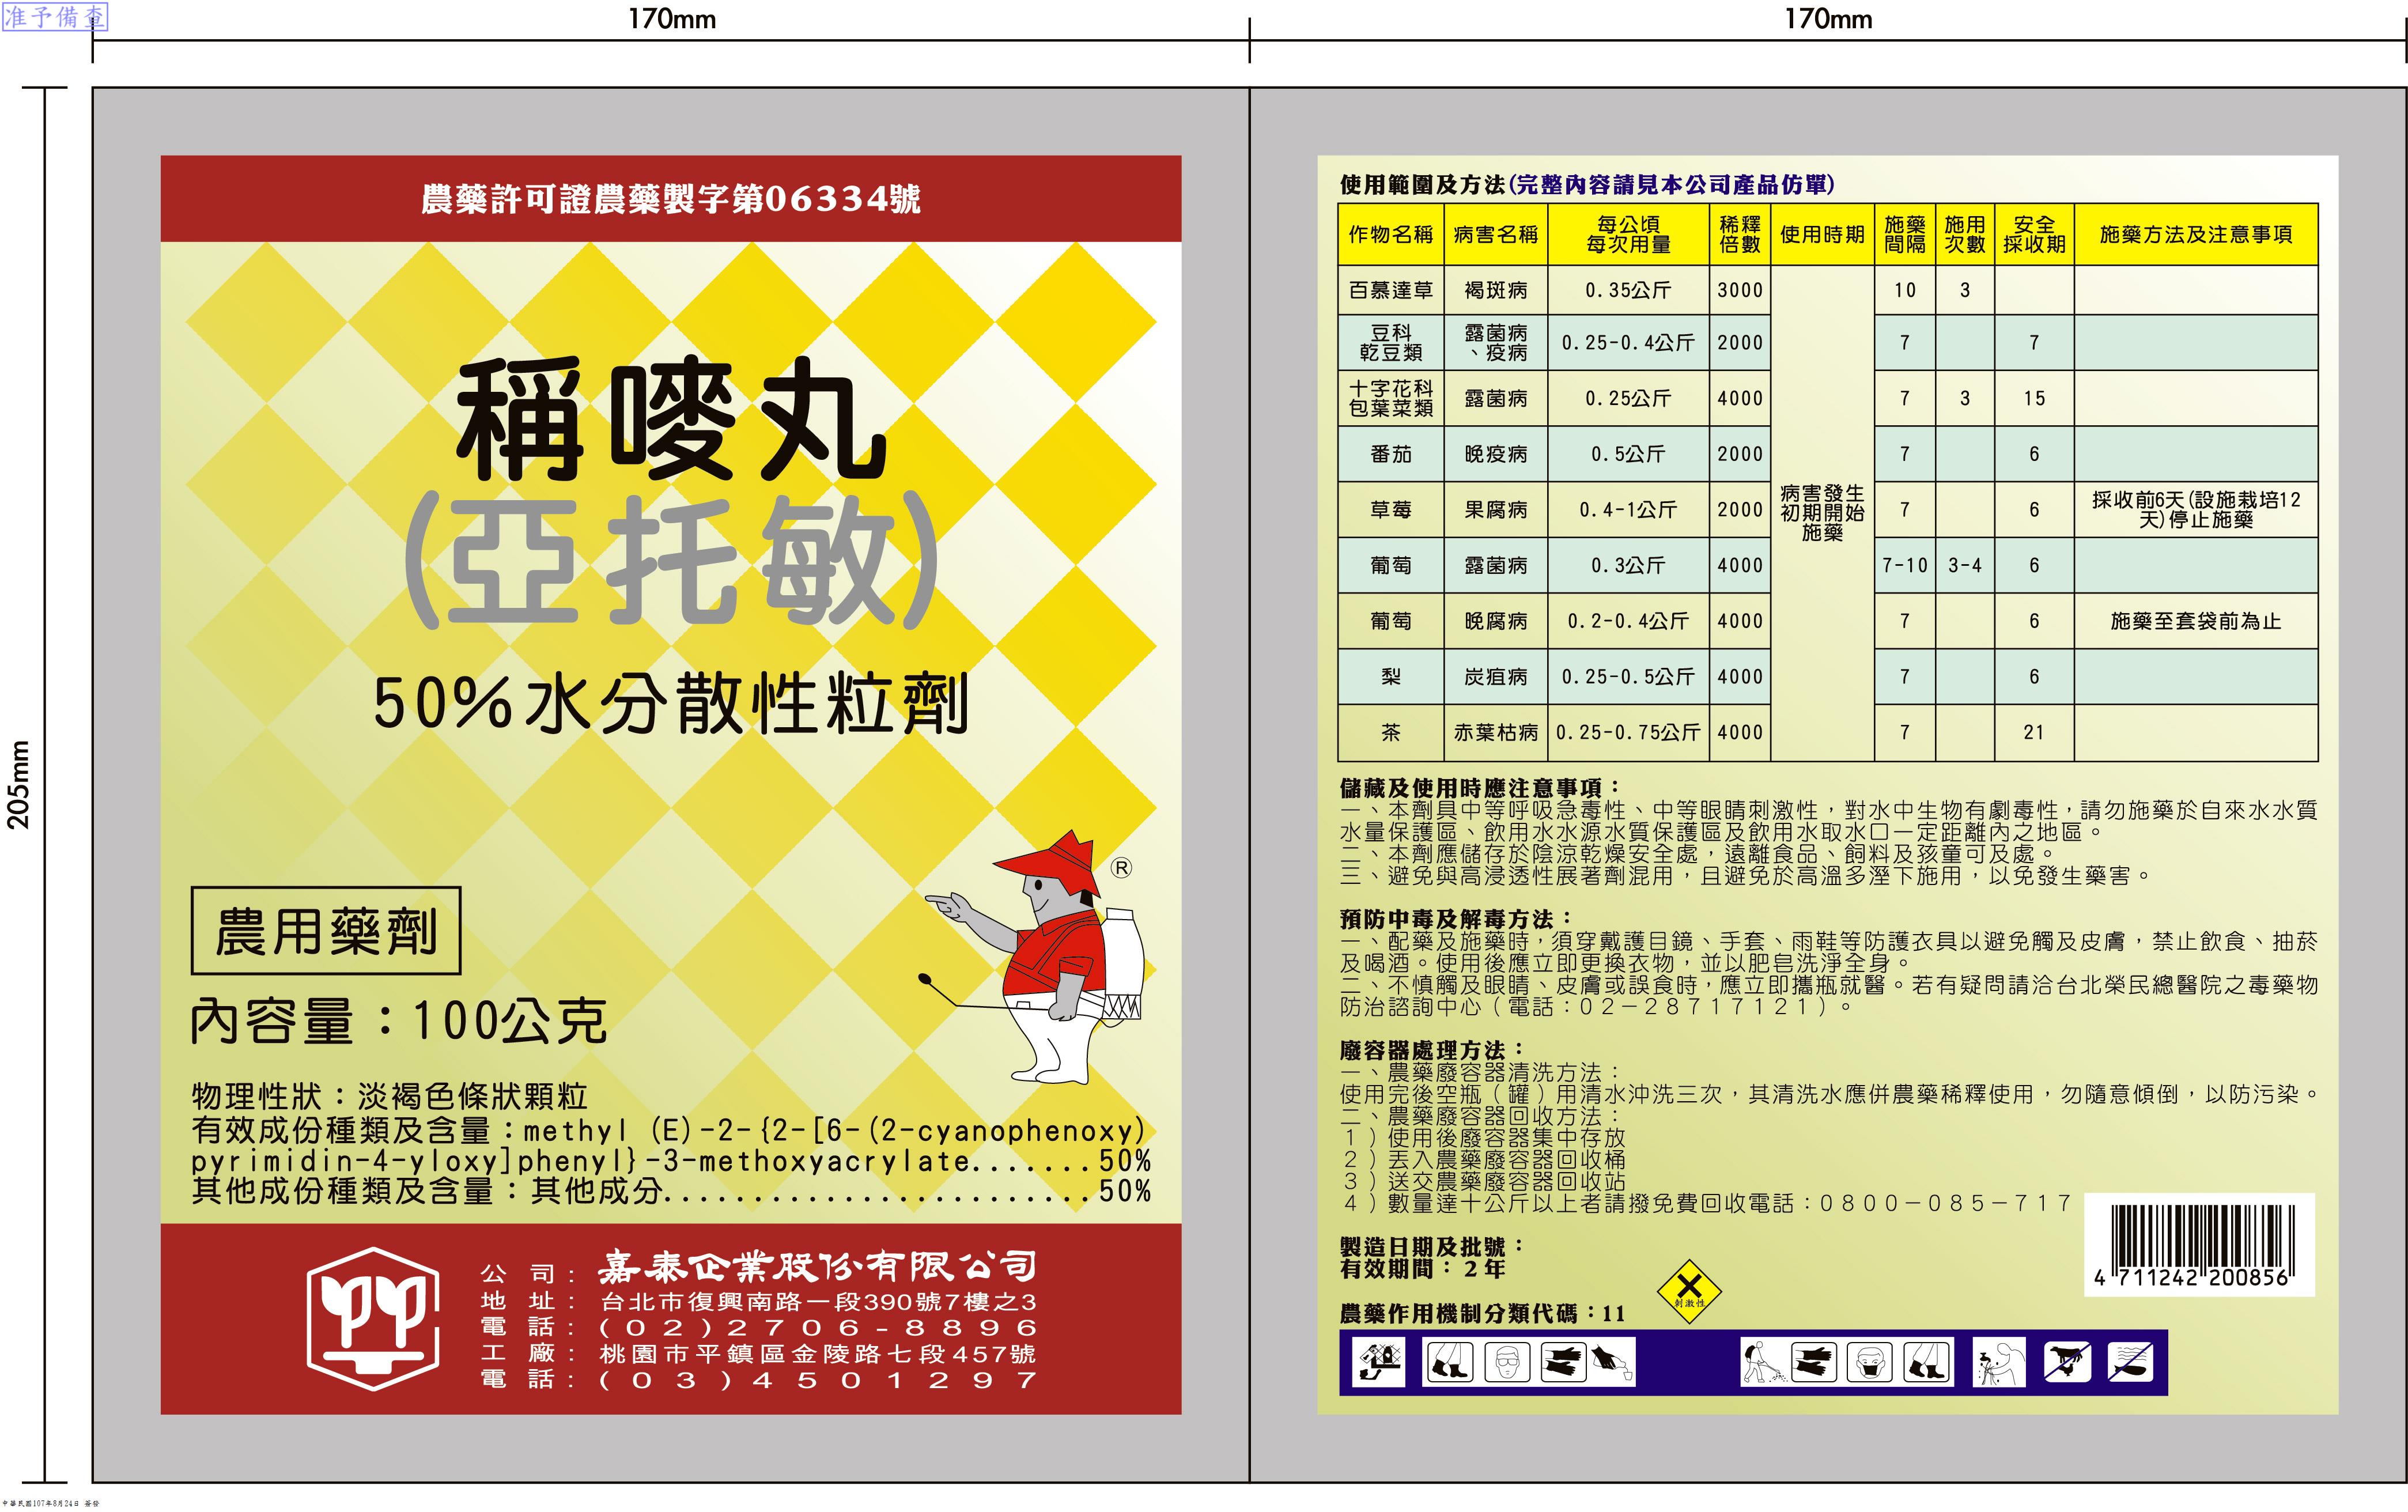 准予備查
170mm
170mm
205mm
農藥許可證農藥製字第06334號
稱嘜丸
(亞托敏)
50%水分散性粒劑
®
農用藥劑
內容量：100公克
物理性狀：淡褐色條狀顆粒
有效成份種類及含量：methyl (E)-2-{2-[6-(2-cyanophenoxy)
pyrimidin-4-yloxy]phenyl}-3-methoxyacrylate.......50%
其他成份種類及含量：其他成分.........................50%
公司：嘉泰企業股份有限公司
地址：台北市復興南路一段390號7樓之3
電話：(02)2706-8896
工廠：桃園市平鎮區金陵路七段457號
電話：(03)4501297
使用範圍及方法(完整內容請見本公司產品仿單)
作物名稱 病害名稱 每公頃每次用量 稀釋倍數 使用時期 施藥間隔 施用次數 安全採收期 施藥方法及注意事項
百慕達草 褐斑病 0.35公斤 3000 10 3
豆科乾豆類 露菌病、疫病 0.25-0.4公斤 2000 7 7
十字花科包葉菜類 露菌病 0.25公斤 4000 7 3 15
番茄 晚疫病 0.5公斤 2000 7 6
草莓 果腐病 0.4-1公斤 2000 病害發生初期開始施藥 7 6 採收前6天(設施栽培12天)停止施藥
葡萄 露菌病 0.3公斤 4000 7-10 3-4 6
葡萄 晚腐病 0.2-0.4公斤 4000 7 6 施藥至套袋前為止
梨 炭疽病 0.25-0.5公斤 4000 7 6
茶 赤葉枯病 0.25-0.75公斤 4000 7 21
儲藏及使用時應注意事項：
一、本劑具中等呼吸急毒性、中等眼睛刺激性，對水中生物有劇毒性，請勿施藥於自來水水質
水量保護區、飲用水水源水質保護區及飲用水取水口一定距離內之地區。
二、本劑應儲存於陰涼乾燥安全處，遠離食品、飼料及孩童可及處。
三、避免與高浸透性展著劑混用，且避免於高溫多溼下施用，以免發生藥害。
預防中毒及解毒方法：
一、配藥及施藥時，須穿戴護目鏡、手套、雨鞋等防護衣具以避免觸及皮膚，禁止飲食、抽菸
及喝酒。使用後應立即更換衣物，並以肥皂洗淨全身。
二、不慎觸及眼睛、皮膚或誤食時，應立即攜瓶就醫。若有疑問請洽台北榮民總醫院之毒藥物
防治諮詢中心（電話：０２－２８７１７１２１）。
廢容器處理方法：
一、農藥廢容器清洗方法：
使用完後空瓶（罐）用清水沖洗三次，其清洗水應併農藥稀釋使用，勿隨意傾倒，以防污染。
二、農藥廢容器回收方法：
１）使用後廢容器集中存放
２）丟入農藥廢容器回收桶
３）送交農藥廢容器回收站
４）數量達十公斤以上者請撥免費回收電話：０８００－０８５－７１７
製造日期及批號：
有效期間：２年
刺激性
4 711242 200856
農藥作用機制分類代碼：11
中華民國107年8月24日 簽發